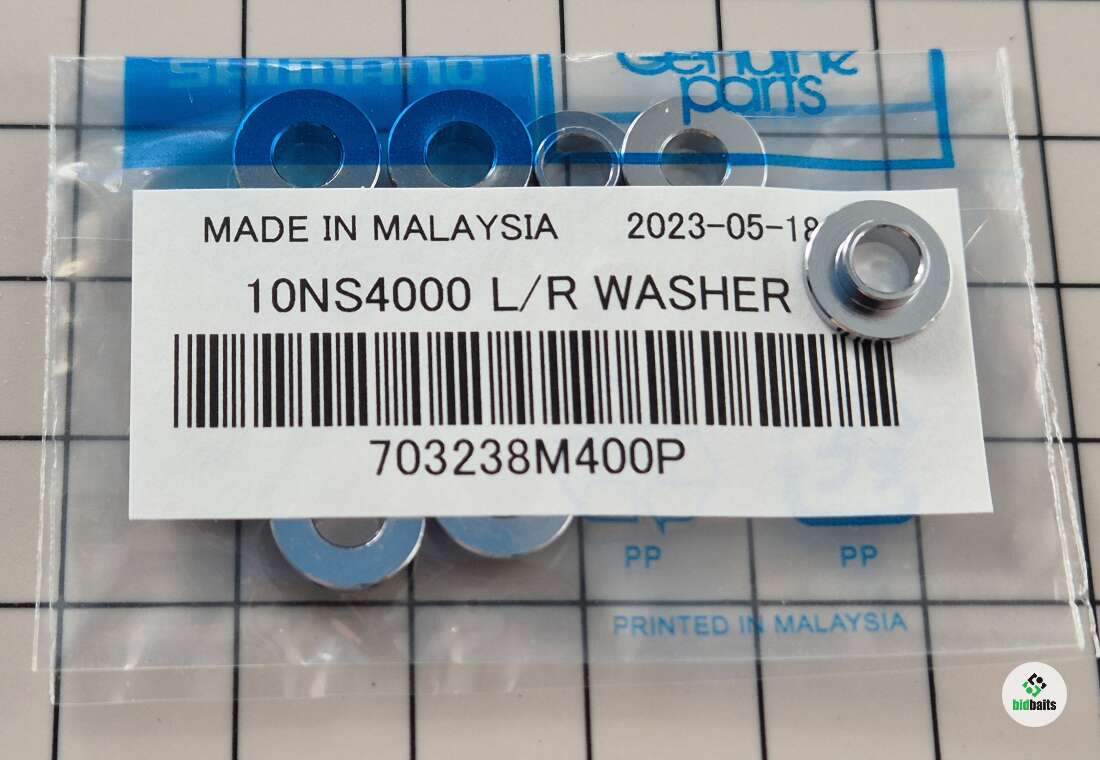 SHIMANO
Genuine
parts
MADE IN MALAYSIA 2023-05-18
10NS4000 L/R WASHER
703238M400P
PP PP
PRINTED IN MALAYSIA
bidbaits